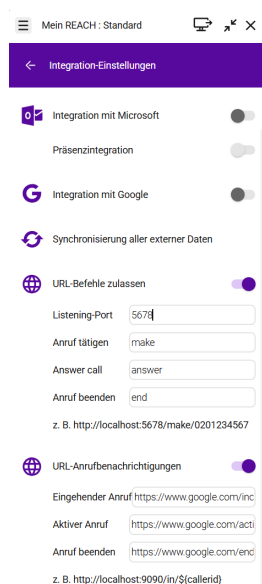 Mein REACH : Standard
Integration-Einstellungen
Integration mit Microsoft
Präsenzintegration
Integration mit Google
Synchronisierung aller externer Daten
URL-Befehle zulassen
Listening-Port 5678
Anruf tätigen make
Answer call answer
Anruf beenden end
z. B. http://localhost:5678/make/0201234567
URL-Anrufbenachrichtigungen
Eingehender Anruf https://www.google.com/inc
Aktiver Anruf https://www.google.com/acti
Anruf beenden https://www.google.com/end
z. B. http://localhost:9090/in/${callerid}